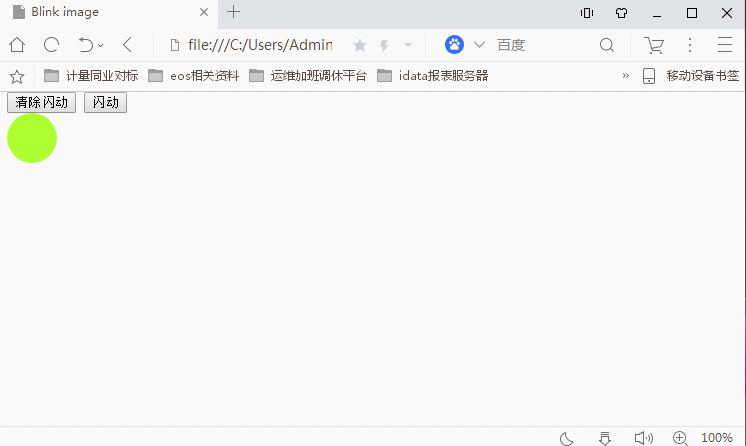 Blink image
file:///C:/Users/Admin
百度
计量同业对标 eos相关资料 运维加班调休平台 idata报表服务器 » 移动设备书签
清除闪动 闪动
100%